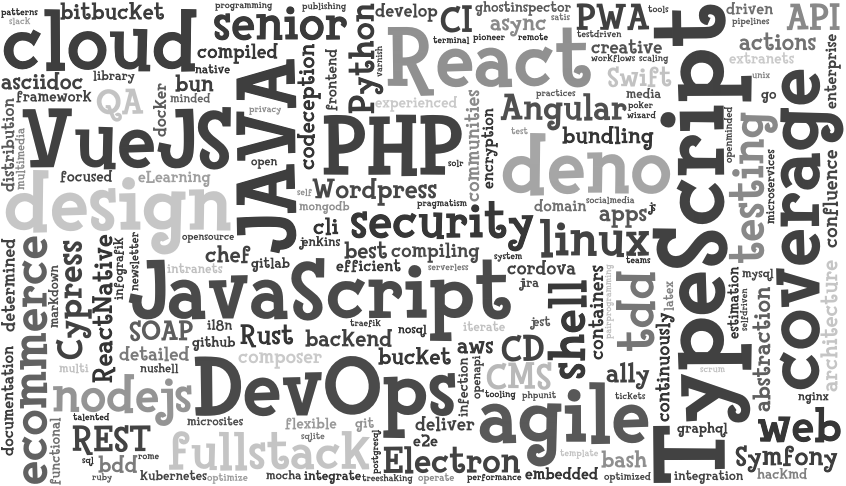 patterns
slack
bitbucket
programming
publishing
senior
develop
CI
ghostinspector
async
satis
PWA
tools
driven
pipelines
API
cloud
compiled
native
Python
varnish
terminal
pioneer
remote
React
testdriven
creative
workflows
scaling
TypeScript
actions
extranets
enterprise
asciidoc
library
bun
minded
framework
QA
docker
JAVA
codeception
frontend
experienced
communities
practices
Swift
media
unix
go
distribution
multimedia
VueJS
privacy
open
PHP
solr
encryption
Angular
test
bundling
poker
wizard
openminded
testing
microservices
coverage
confluence
focused
eLearning
self
Wordpress
mongodb
pragmatism
deno
domain
socialmedia
apps
js
design
opensource
cli
jenkins
security
linux
system
teams
determined
ecommerce
markdown
Cypress
ReactNative
infografik
newsletter
chef
gitlab
intranets
best
compiling
efficient
serverless
cordova
jira
containers
pairprogramming
tdd
latex
estimation
selfdriven
mysql
abstraction
architecture
JavaScript
SOAP
i18n
github
Rust
traefik
backend
nosql
iterate
jest
shell
continuously
documentation
multi
detailed
nushell
composer
bucket
aws
openapi
CD
CMS
ally
scrum
nginx
nodejs
DevOps
infection
tooling
phpunit
tickets
agile
graphql
web
functional
talented
REST
microsites
flexible
git
deliver
sqlite
fullstack
postgresql
e2e
Electron
template
bash
Symfony
sql
bdd
rome
ruby
Kubernetes
optimize
mocha
integrate
treeshaking
operate
performance
embedded
optimized
integration
hackMd